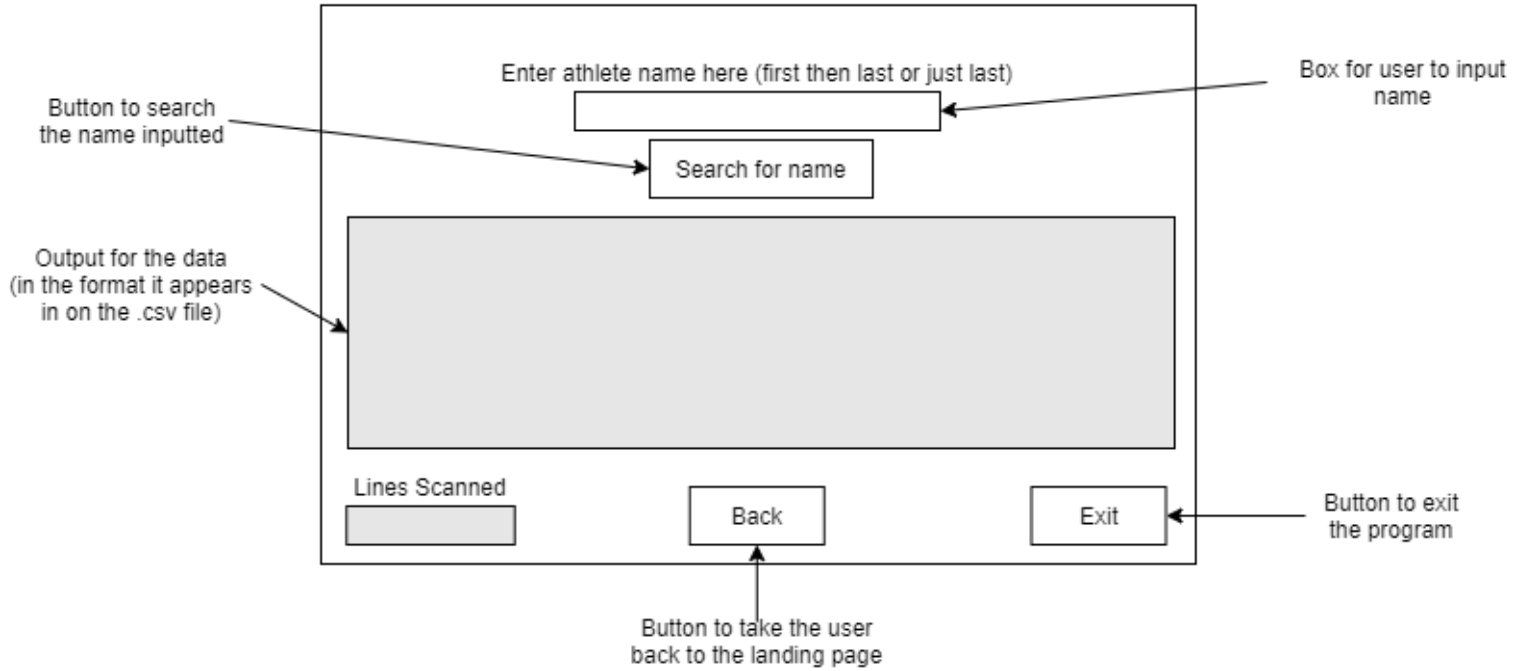 Enter athlete name here (first then last or just last)
Box for user to input
name
Button to search
the name inputted
Search for name
Output for the data
(in the format it appears
in on the .csv file)
Lines Scanned
Back
Exit
Button to exit
the program
Button to take the user
back to the landing page